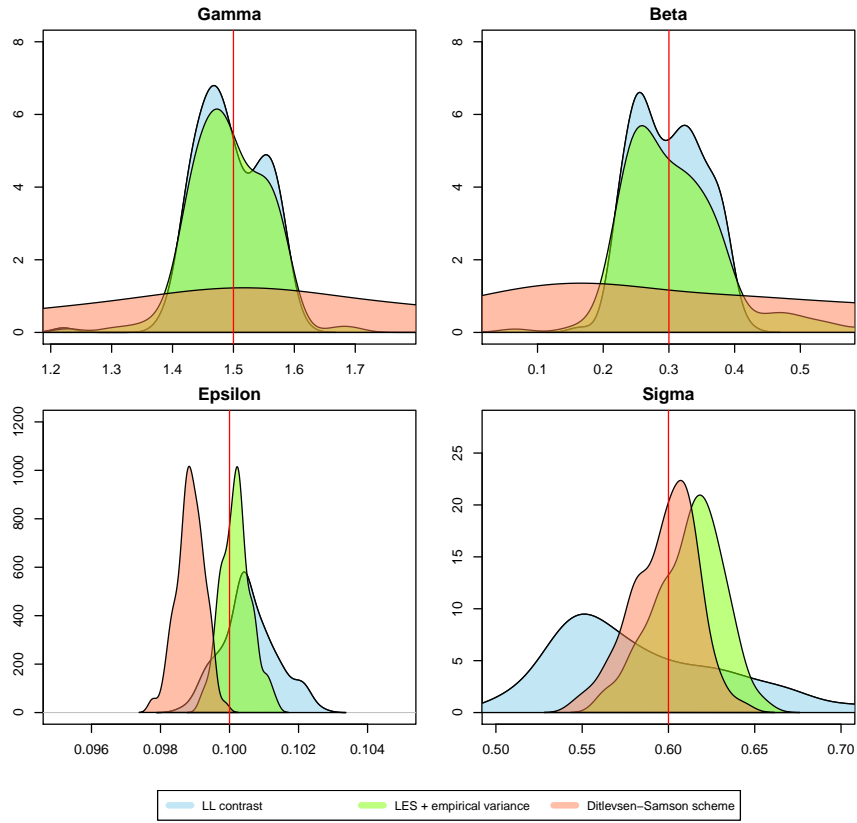 Gamma
8
6
4
2
0
1.2 1.3 1.4 1.5 1.6 1.7
Beta
8
6
4
2
0
0.1 0.2 0.3 0.4 0.5
Epsilon
1200
1000
800
600
400
200
0
0.096 0.098 0.100 0.102 0.104
Sigma
25
20
15
10
5
0
0.50 0.55 0.60 0.65 0.70
LL contrast LES + empirical variance Ditlevsen−Samson scheme